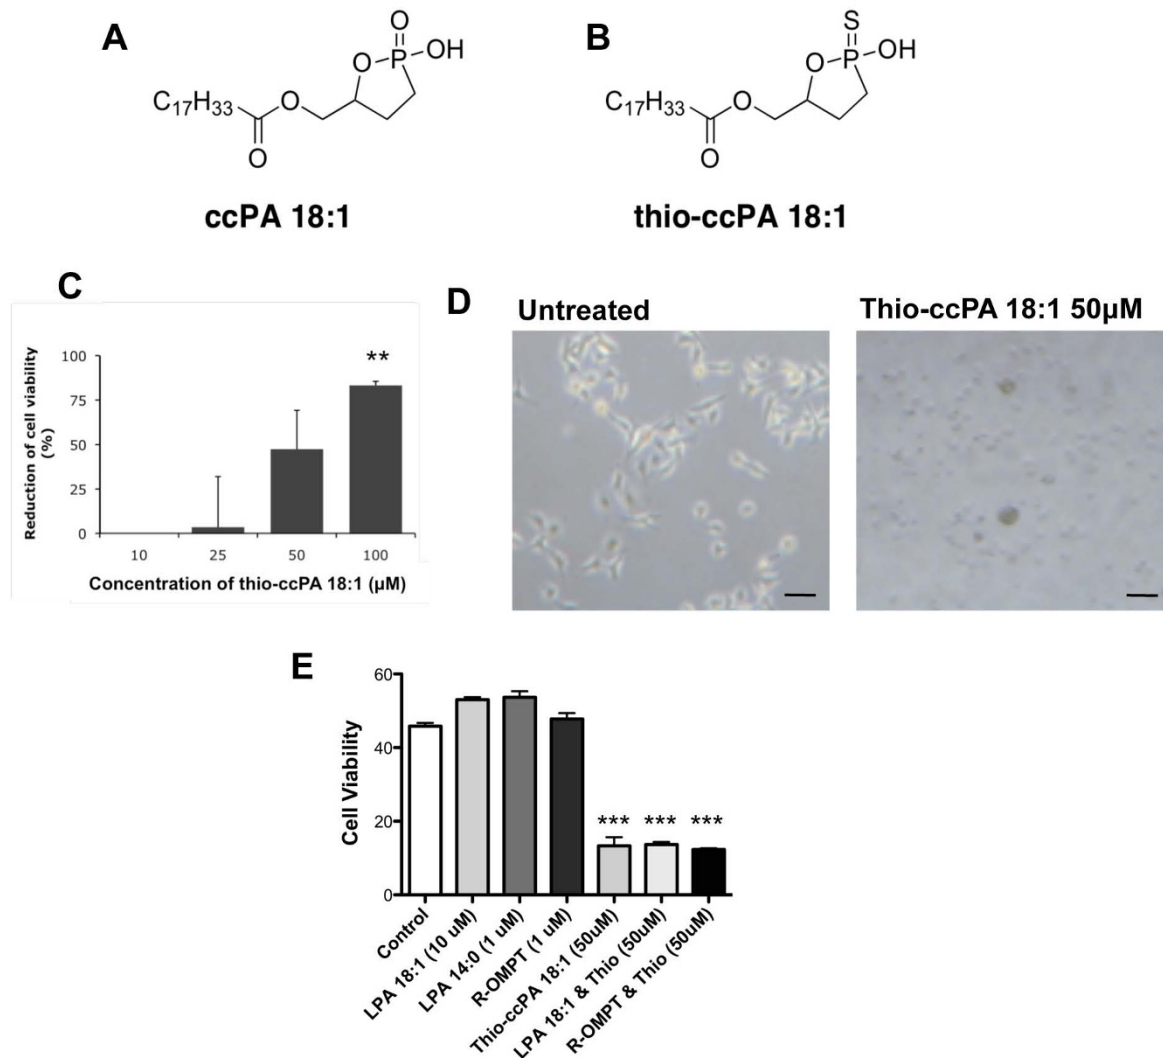 A
B
O
O
P
OH
C₁₇H₃₃
O
O
ccPA 18:1
S
O
P
OH
C₁₇H₃₃
O
O
thio-ccPA 18:1
C
Reduction of cell viability
(%)
100
75
50
25
0
**
10 25 50 100
Concentration of thio-ccPA 18:1 (µM)
D
Untreated
Thio-ccPA 18:1 50µM
E
Cell Viability
60
40
20
0
*** *** ***
Control
LPA 18:1 (10 uM)
LPA 14:0 (1 uM)
R-OMPT (1 uM)
Thio-ccPA 18:1 (50uM)
LPA 18:1 & Thio (50uM)
R-OMPT & Thio (50uM)